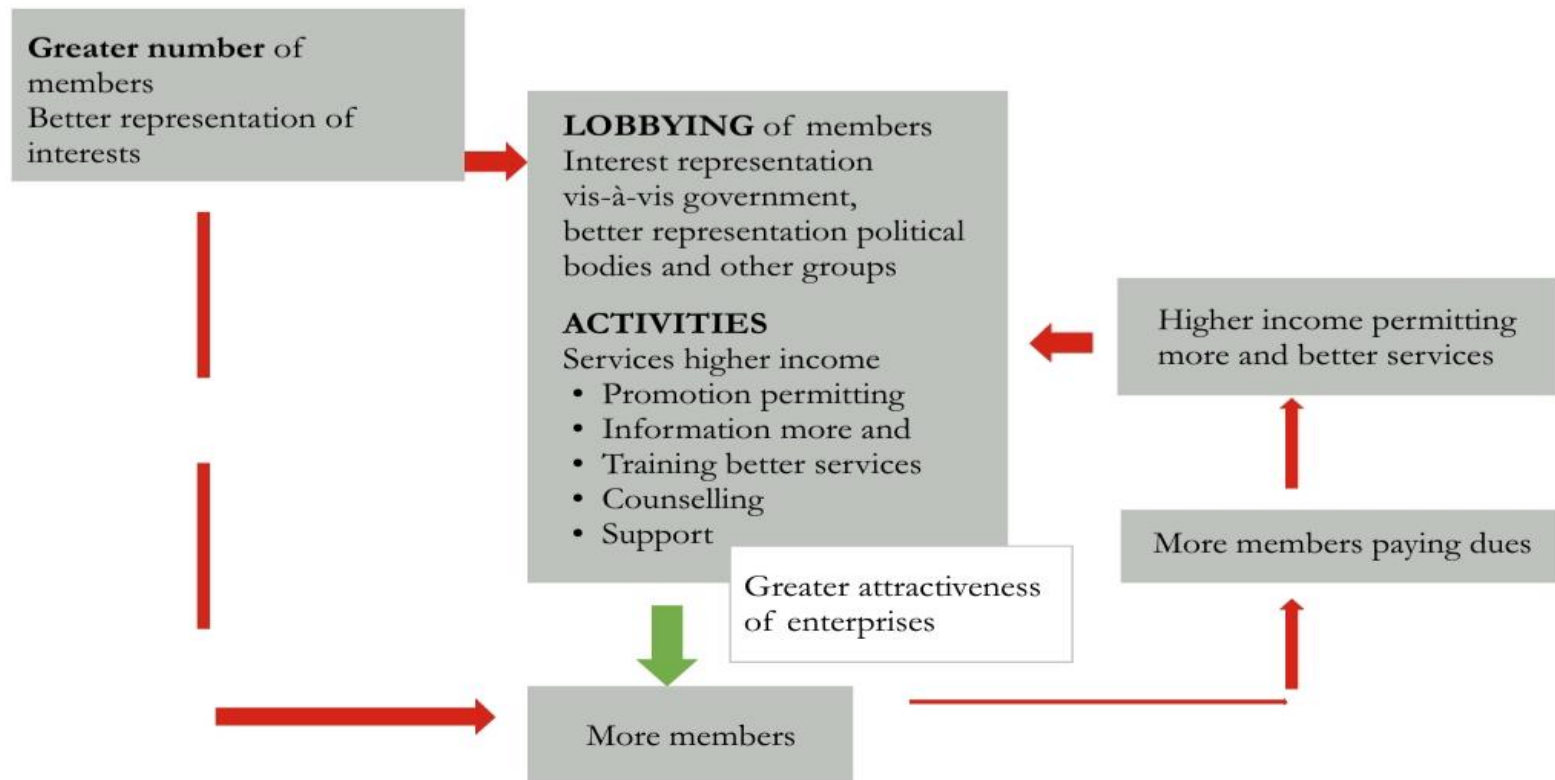 Greater number of
members
Better representation of
interests
LOBBYING of members
Interest representation
vis-à-vis government,
better representation political
bodies and other groups
ACTIVITIES
Services higher income
• Promotion permitting
• Information more and
• Training better services
• Counselling
• Support
Greater attractiveness
of enterprises
More members
More members paying dues
Higher income permitting
more and better services